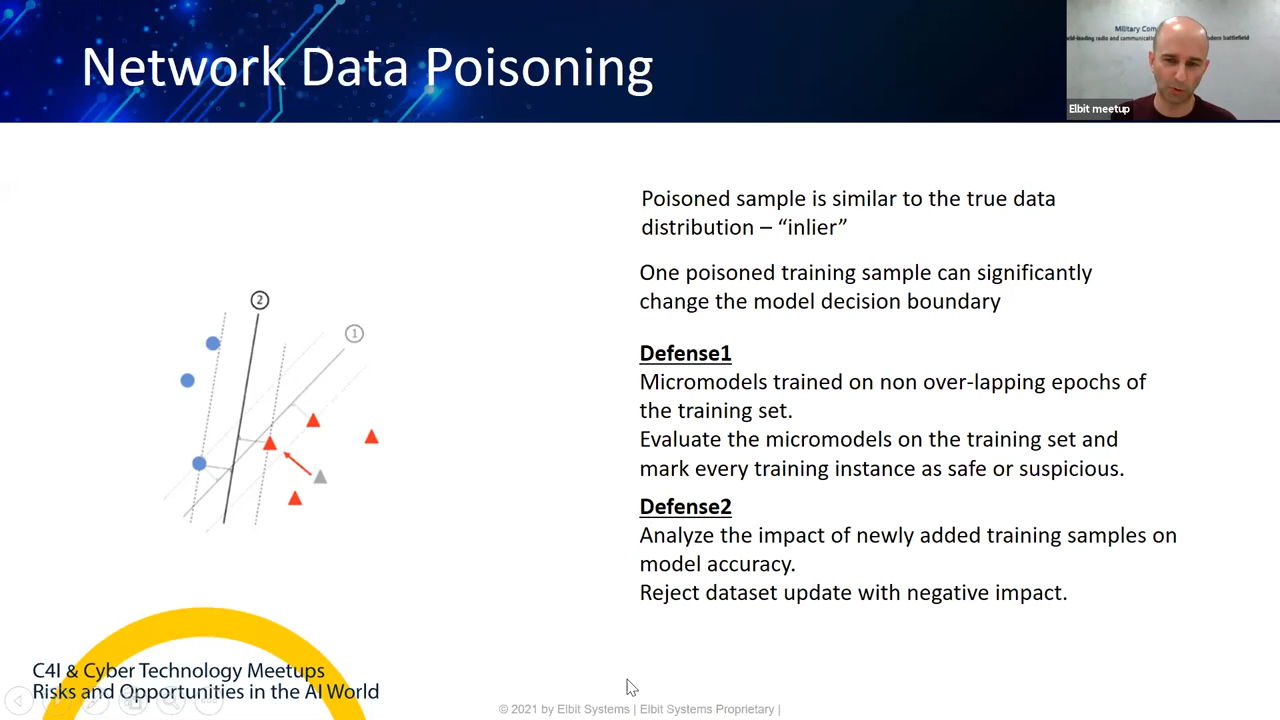 Network Data Poisoning
Military Com
modern battlefield
Elbit meetup
Poisoned sample is similar to the true data
distribution – “inlier”
One poisoned training sample can significantly
change the model decision boundary
2
1
Defense1
Micromodels trained on non over-lapping epochs of
the training set.
Evaluate the micromodels on the training set and
mark every training instance as safe or suspicious.
Defense2
Analyze the impact of newly added training samples on
model accuracy.
Reject dataset update with negative impact.
C4I & Cyber Technology Meetups
Risks and Opportunities in the AI World
© 2021 by Elbit Systems | Elbit Systems Proprietary |